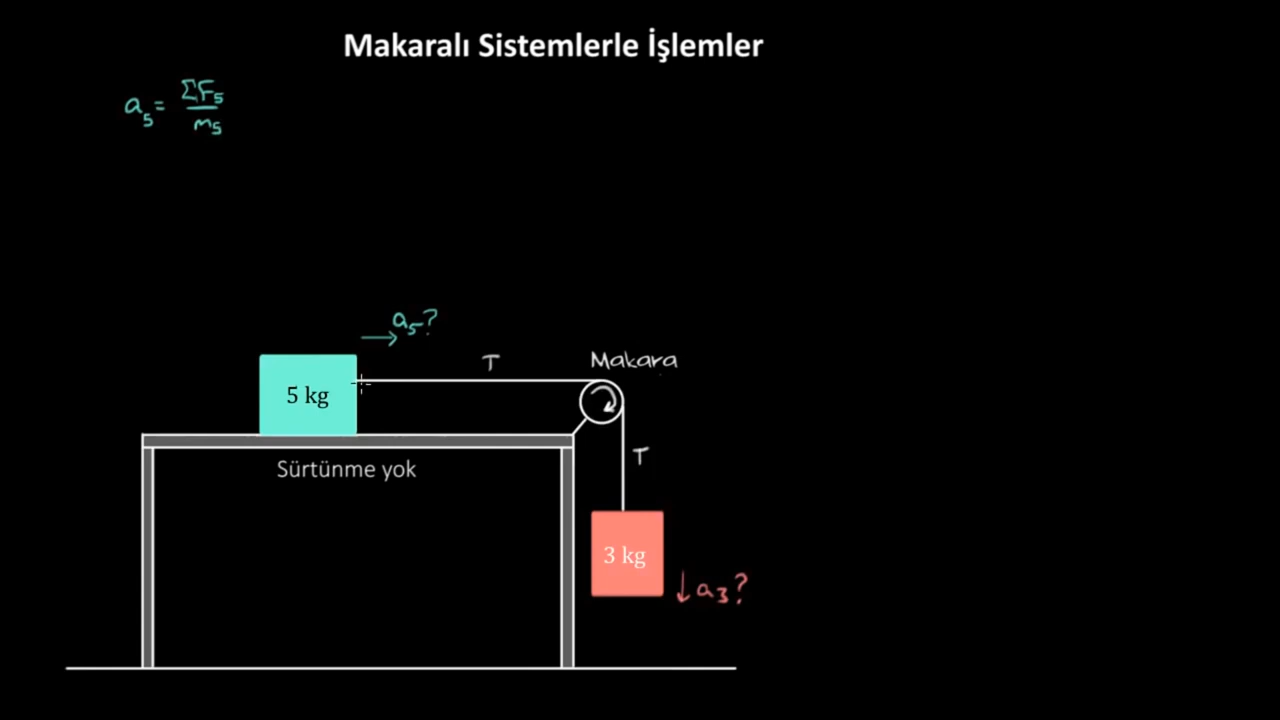 Makaralı Sistemlerle İşlemler
a₅ = ΣF₅ / m₅
a₅?
T
Makara
5 kg
T
Sürtünme yok
3 kg
a₃?